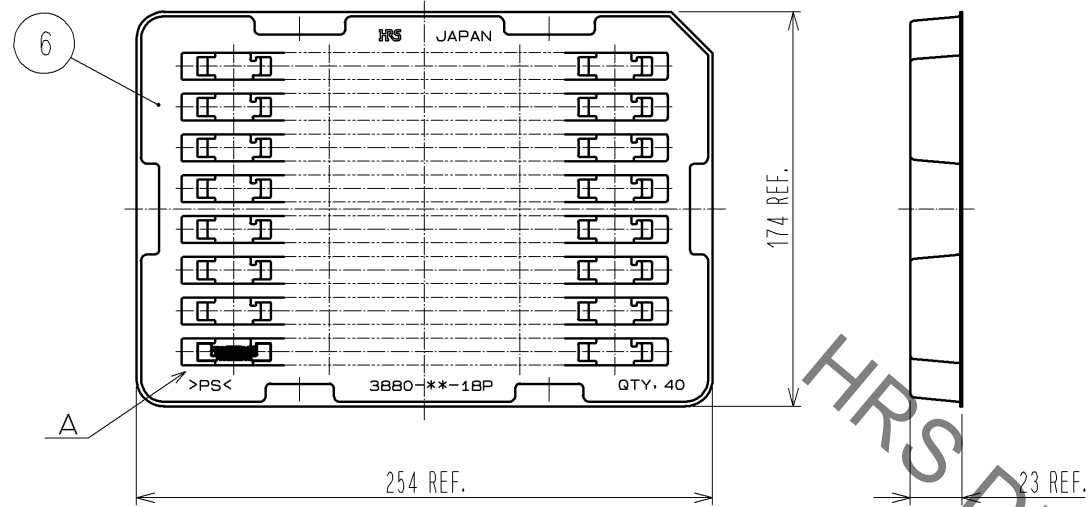 6
HRS JAPAN
174 REF.
>PS<
3880-**-18P
QTY. 40
A
254 REF.
23 REF.
HRS